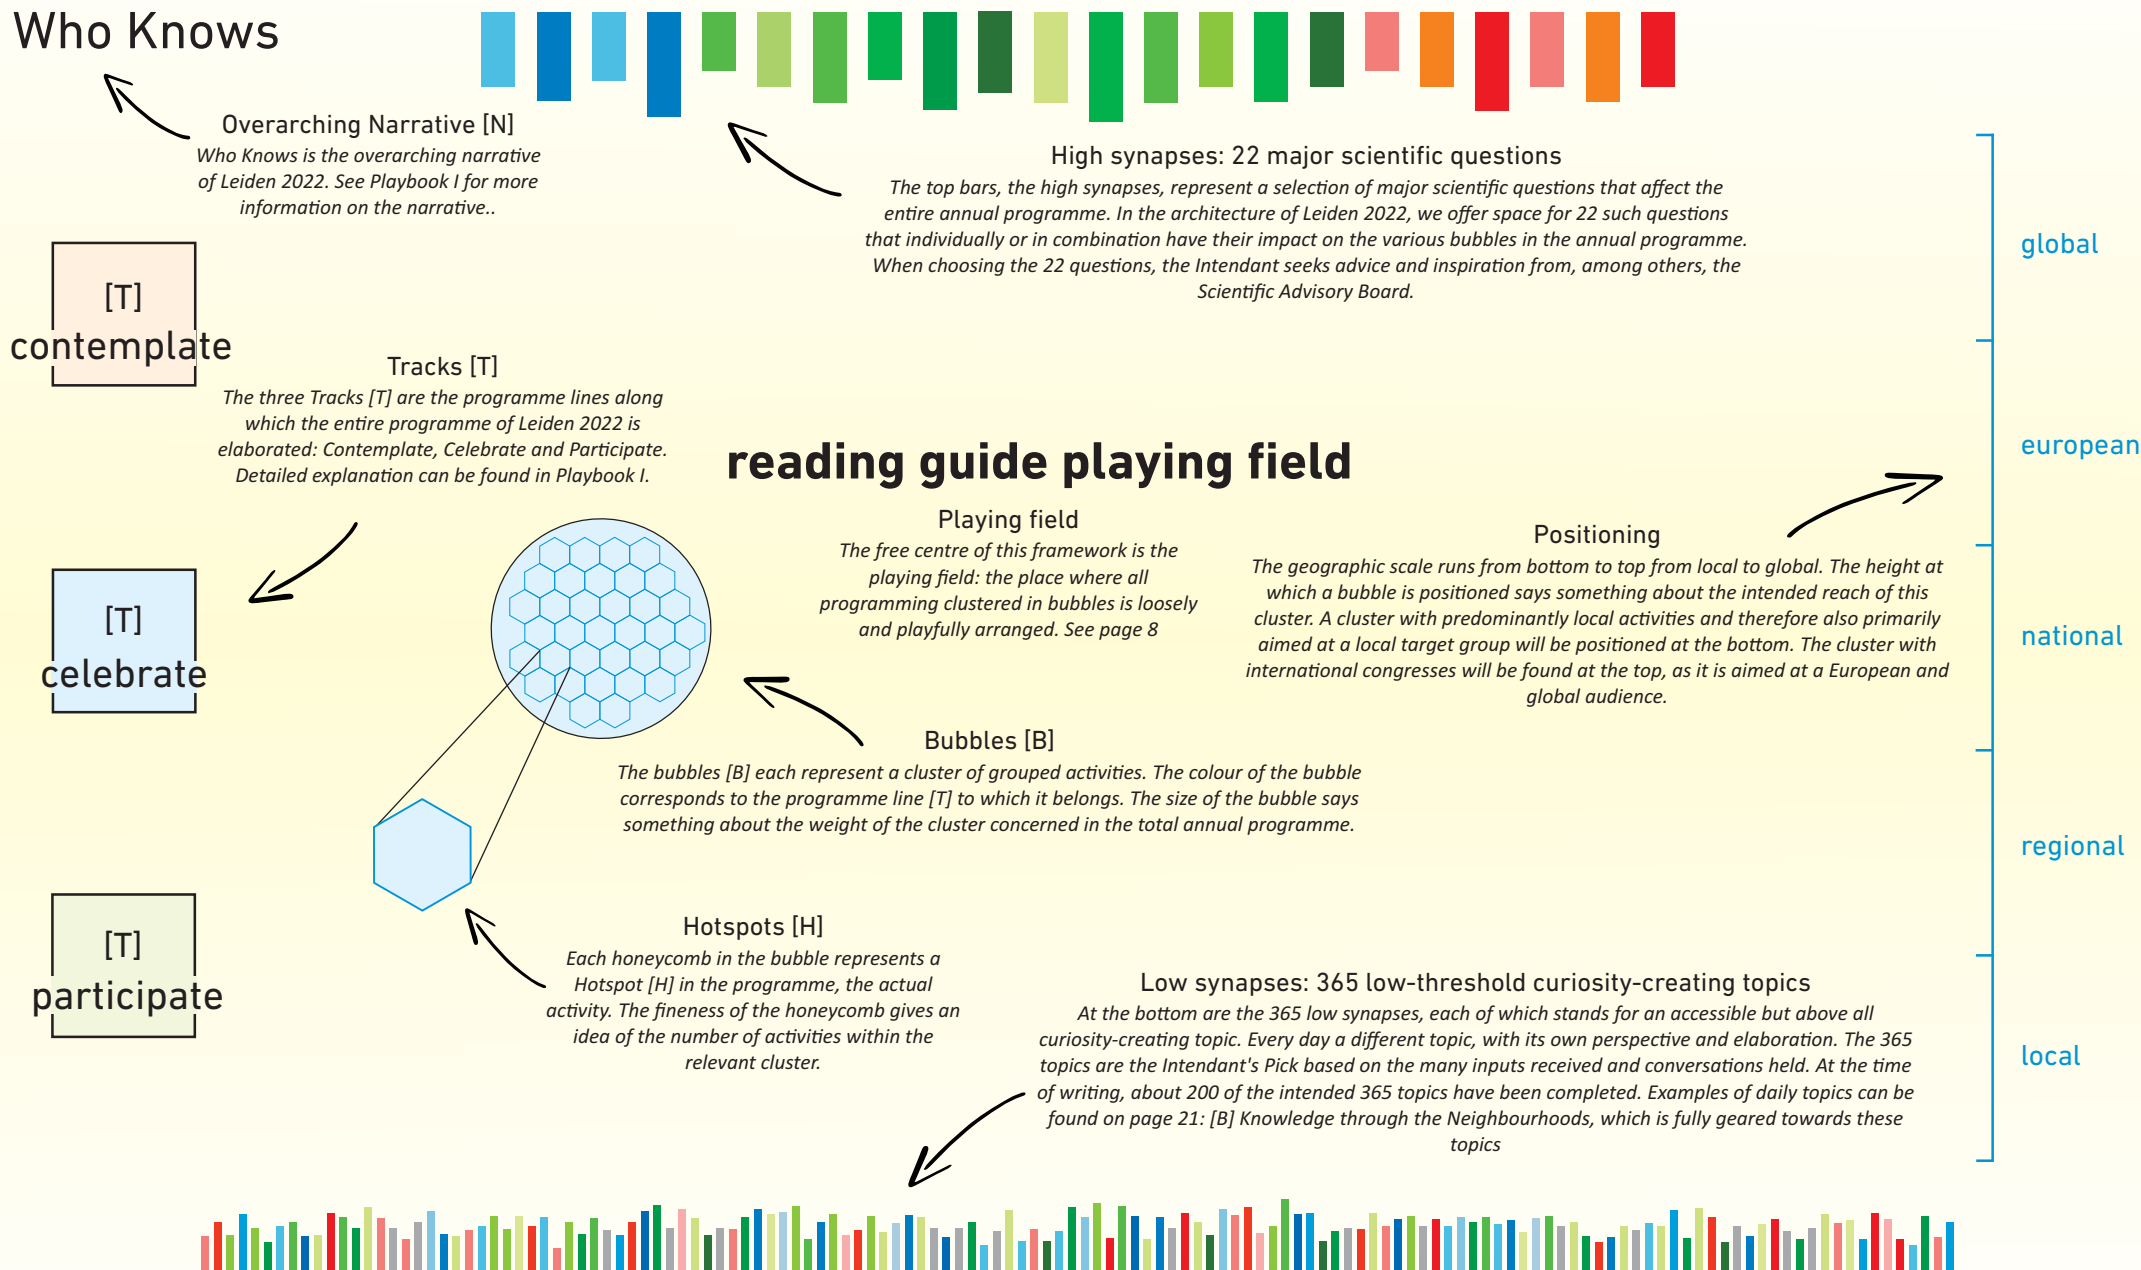 Who Knows
Overarching Narrative [N]
Who Knows is the overarching narrative
of Leiden 2022. See Playbook I for more
information on the narrative..
High synapses: 22 major scientific questions
The top bars, the high synapses, represent a selection of major scientific questions that affect the
entire annual programme. In the architecture of Leiden 2022, we offer space for 22 such questions
that individually or in combination have their impact on the various bubbles in the annual programme.
When choosing the 22 questions, the Intendant seeks advice and inspiration from, among others, the
Scientific Advisory Board.
[T]
contemplate
Tracks [T]
The three Tracks [T] are the programme lines along
which the entire programme of Leiden 2022 is
elaborated: Contemplate, Celebrate and Participate.
Detailed explanation can be found in Playbook I.
reading guide playing field
Playing field
The free centre of this framework is the
playing field: the place where all
programming clustered in bubbles is loosely
and playfully arranged. See page 8
Positioning
The geographic scale runs from bottom to top from local to global. The height at
which a bubble is positioned says something about the intended reach of this
cluster. A cluster with predominantly local activities and therefore also primarily
aimed at a local target group will be positioned at the bottom. The cluster with
international congresses will be found at the top, as it is aimed at a European and
global audience.
[T]
celebrate
Bubbles [B]
The bubbles [B] each represent a cluster of grouped activities. The colour of the bubble
corresponds to the programme line [T] to which it belongs. The size of the bubble says
something about the weight of the cluster concerned in the total annual programme.
[T]
participate
Hotspots [H]
Each honeycomb in the bubble represents a
Hotspot [H] in the programme, the actual
activity. The fineness of the honeycomb gives an
idea of the number of activities within the
relevant cluster.
Low synapses: 365 low-threshold curiosity-creating topics
At the bottom are the 365 low synapses, each of which stands for an accessible but above all
curiosity-creating topic. Every day a different topic, with its own perspective and elaboration. The 365
topics are the Intendant's Pick based on the many inputs received and conversations held. At the time
of writing, about 200 of the intended 365 topics have been completed. Examples of daily topics can be
found on page 21: [B] Knowledge through the Neighbourhoods, which is fully geared towards these
topics
global
european
national
regional
local